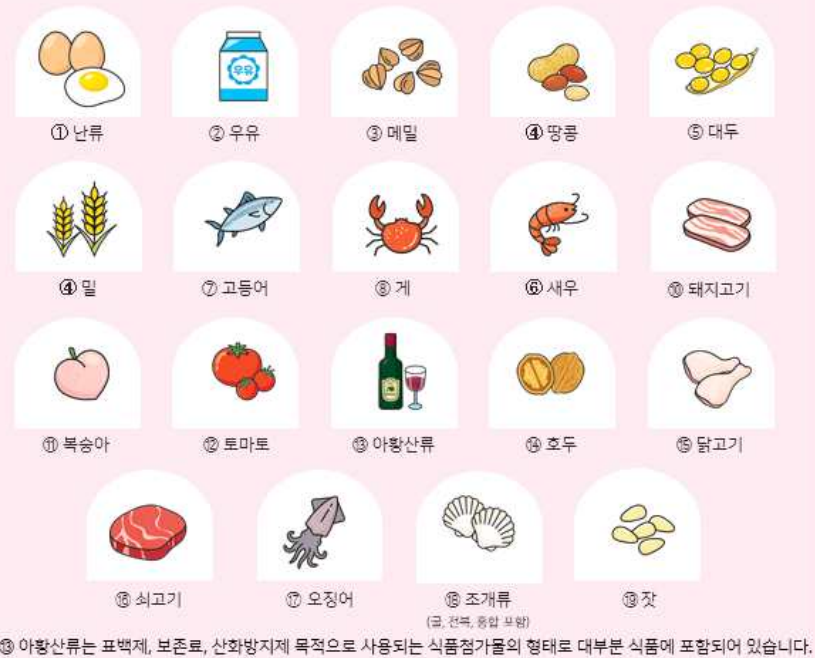 우유
① 난류 ② 우유 ③ 메밀 ④ 땅콩 ⑤ 대두
④ 밀 ⑦ 고등어 ⑧ 게 ⑥ 새우 ⑩ 돼지고기
⑪ 복숭아 ⑫ 토마토 ⑬ 아황산류 ⑭ 호두 ⑮ 닭고기
⑯ 쇠고기 ⑰ 오징어 ⑱ 조개류 ⑲ 잣
(굴, 전복, 홍합 포함)
⑬ 아황산류는 표백제, 보존료, 산화방지제 목적으로 사용되는 식품첨가물의 형태로 대부분 식품에 포함되어 있습니다.